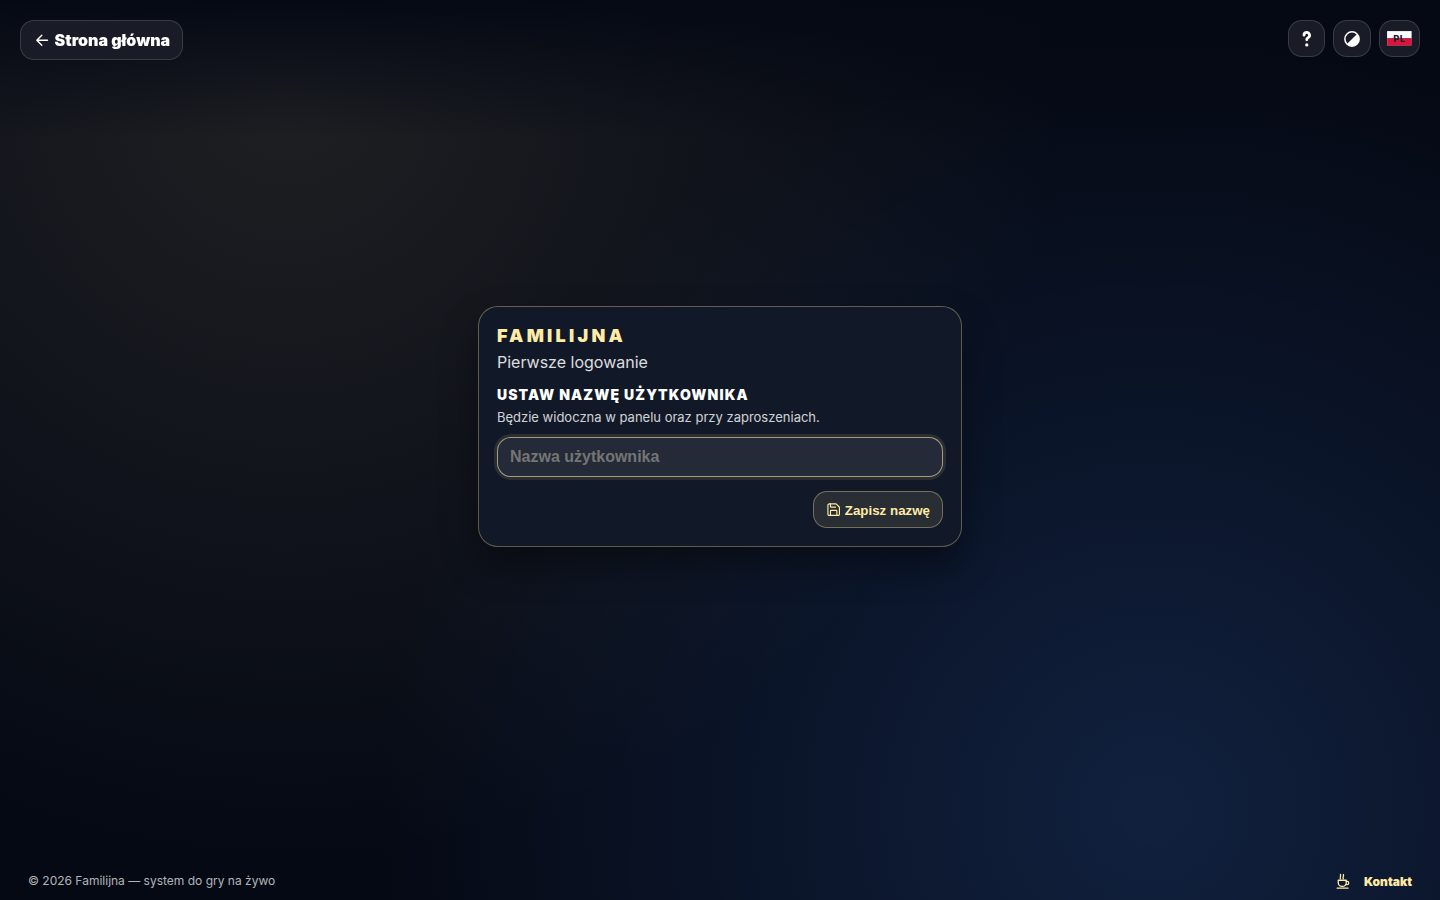 Strona główna
?
PL
FAMILIJNA
Pierwsze logowanie
USTAW NAZWĘ UŻYTKOWNIKA
Będzie widoczna w panelu oraz przy zaproszeniach.
Nazwa użytkownika
Zapisz nazwę
© 2026 Familijna — system do gry na żywo
Kontakt